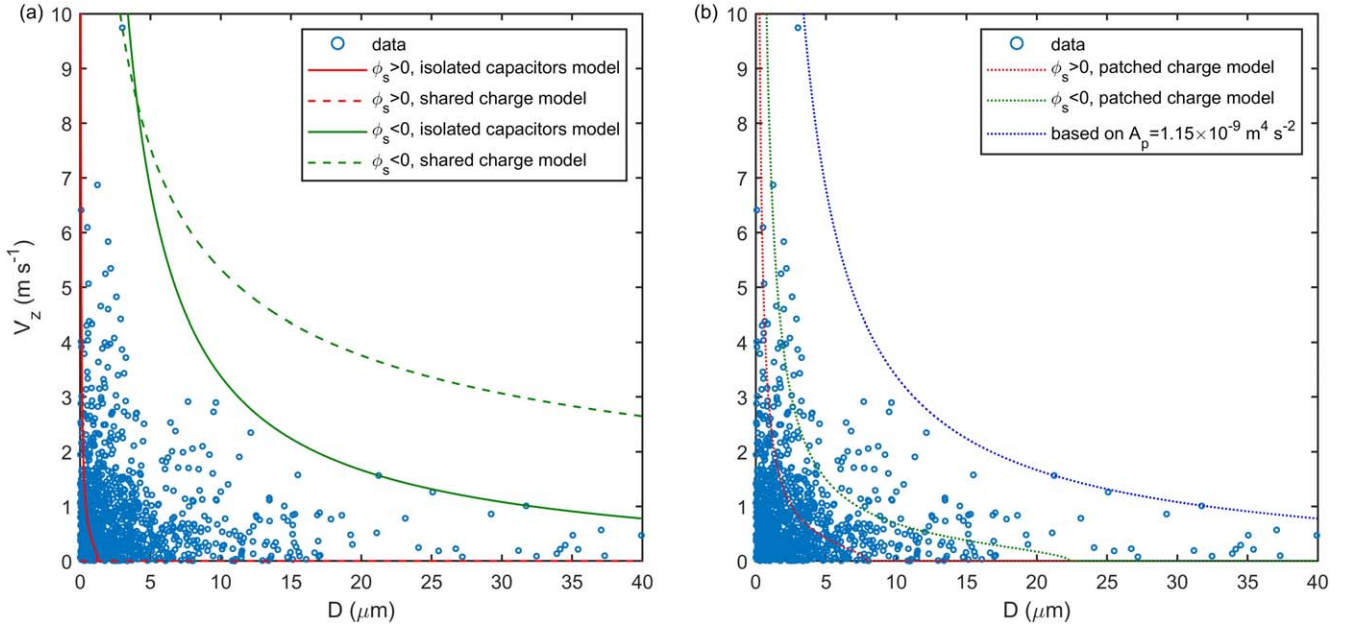 (a)
10
9
8
7
6
5
4
3
2
1
0
V_z (m s⁻¹)
data
ϕ_s>0, isolated capacitors model
ϕ_s>0, shared charge model
ϕ_s<0, isolated capacitors model
ϕ_s<0, shared charge model
0 5 10 15 20 25 30 35 40
D (μm)
(b)
10
9
8
7
6
5
4
3
2
1
0
data
ϕ_s>0, patched charge model
ϕ_s<0, patched charge model
based on A_p=1.15×10⁻⁹ m⁴ s⁻²
0 5 10 15 20 25 30 35 40
D (μm)